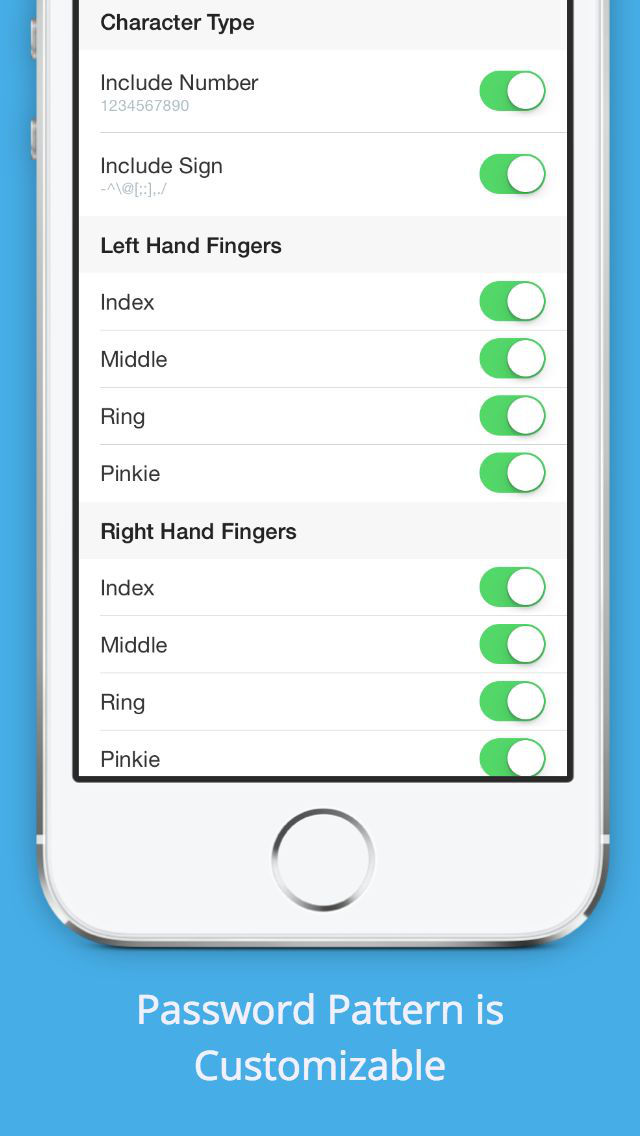 Character Type
Include Number
1234567890
Include Sign
-^\@[;:],./
Left Hand Fingers
Index
Middle
Ring
Pinkie
Right Hand Fingers
Index
Middle
Ring
Pinkie
Password Pattern is
Customizable